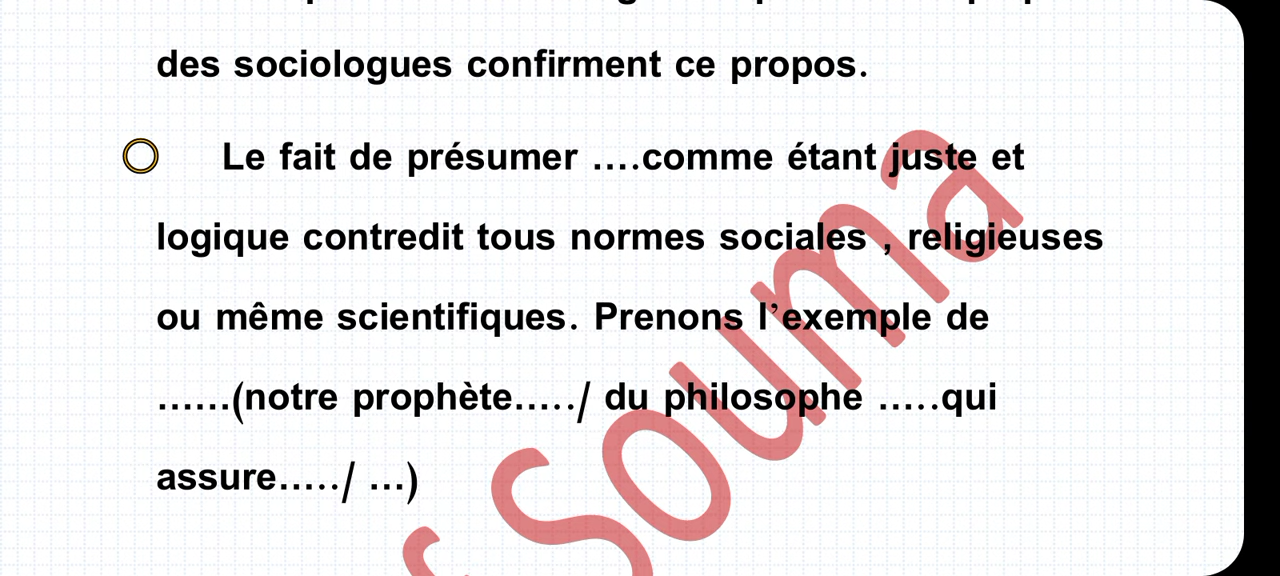 des sociologues confirment ce propos.
Le fait de présumer ....comme étant juste et
logique contredit tous normes sociales , religieuses
ou même scientifiques. Prenons l'exemple de
......(notre prophète...../ du philosophe .....qui
assure...../ ...)
Souma